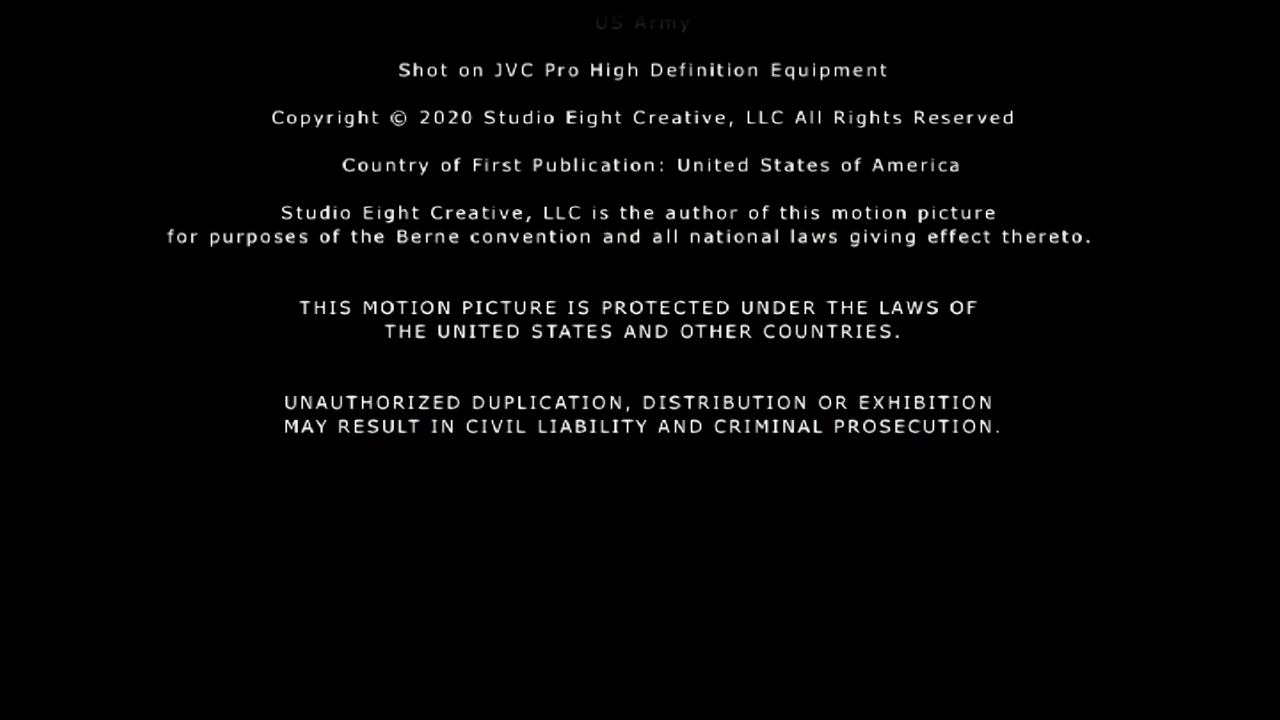 US Army
Shot on JVC Pro High Definition Equipment
Copyright © 2020 Studio Eight Creative, LLC All Rights Reserved
Country of First Publication: United States of America
Studio Eight Creative, LLC is the author of this motion picture
for purposes of the Berne convention and all national laws giving effect thereto.
THIS MOTION PICTURE IS PROTECTED UNDER THE LAWS OF
THE UNITED STATES AND OTHER COUNTRIES.
UNAUTHORIZED DUPLICATION, DISTRIBUTION OR EXHIBITION
MAY RESULT IN CIVIL LIABILITY AND CRIMINAL PROSECUTION.